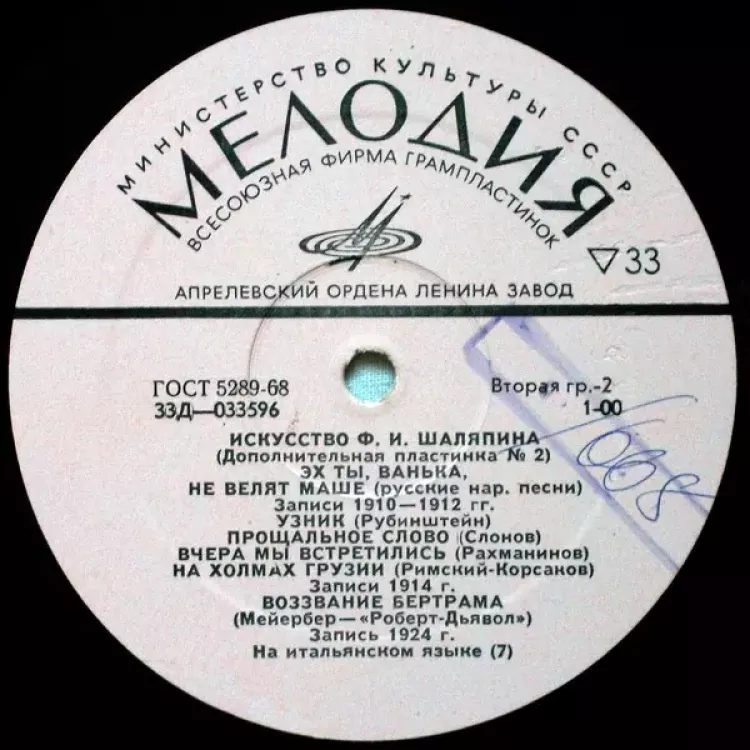 МИНИСТЕРСТВО КУЛЬТУРЫ СССР
МЕЛОДИЯ
ВСЕСОЮЗНАЯ ФИРМА ГРАМПЛАСТИНОК
33
АПРЕЛЕВСКИЙ ОРДЕНА ЛЕНИНА ЗАВОД
ГОСТ 5289-68
Вторая гр.-2
33Д—033596
1-00
ИСКУССТВО Ф. И. ШАЛЯПИНА
(Дополнительная пластинка № 2)
ЭХ ТЫ, ВАНЬКА,
НЕ ВЕЛЯТ МАШЕ (русские нар. песни)
Записи 1910—1912 гг.
УЗНИК (Рубинштейн)
ПРОЩАЛЬНОЕ СЛОВО (Слонов)
ВЧЕРА МЫ ВСТРЕТИЛИСЬ (Рахманинов)
НА ХОЛМАХ ГРУЗИИ (Римский-Корсаков)
Записи 1914 г.
ВОЗЗВАНИЕ БЕРТРАМА
(Мейербер—«Роберт-Дьявол»)
Запись 1924 г.
На итальянском языке (7)